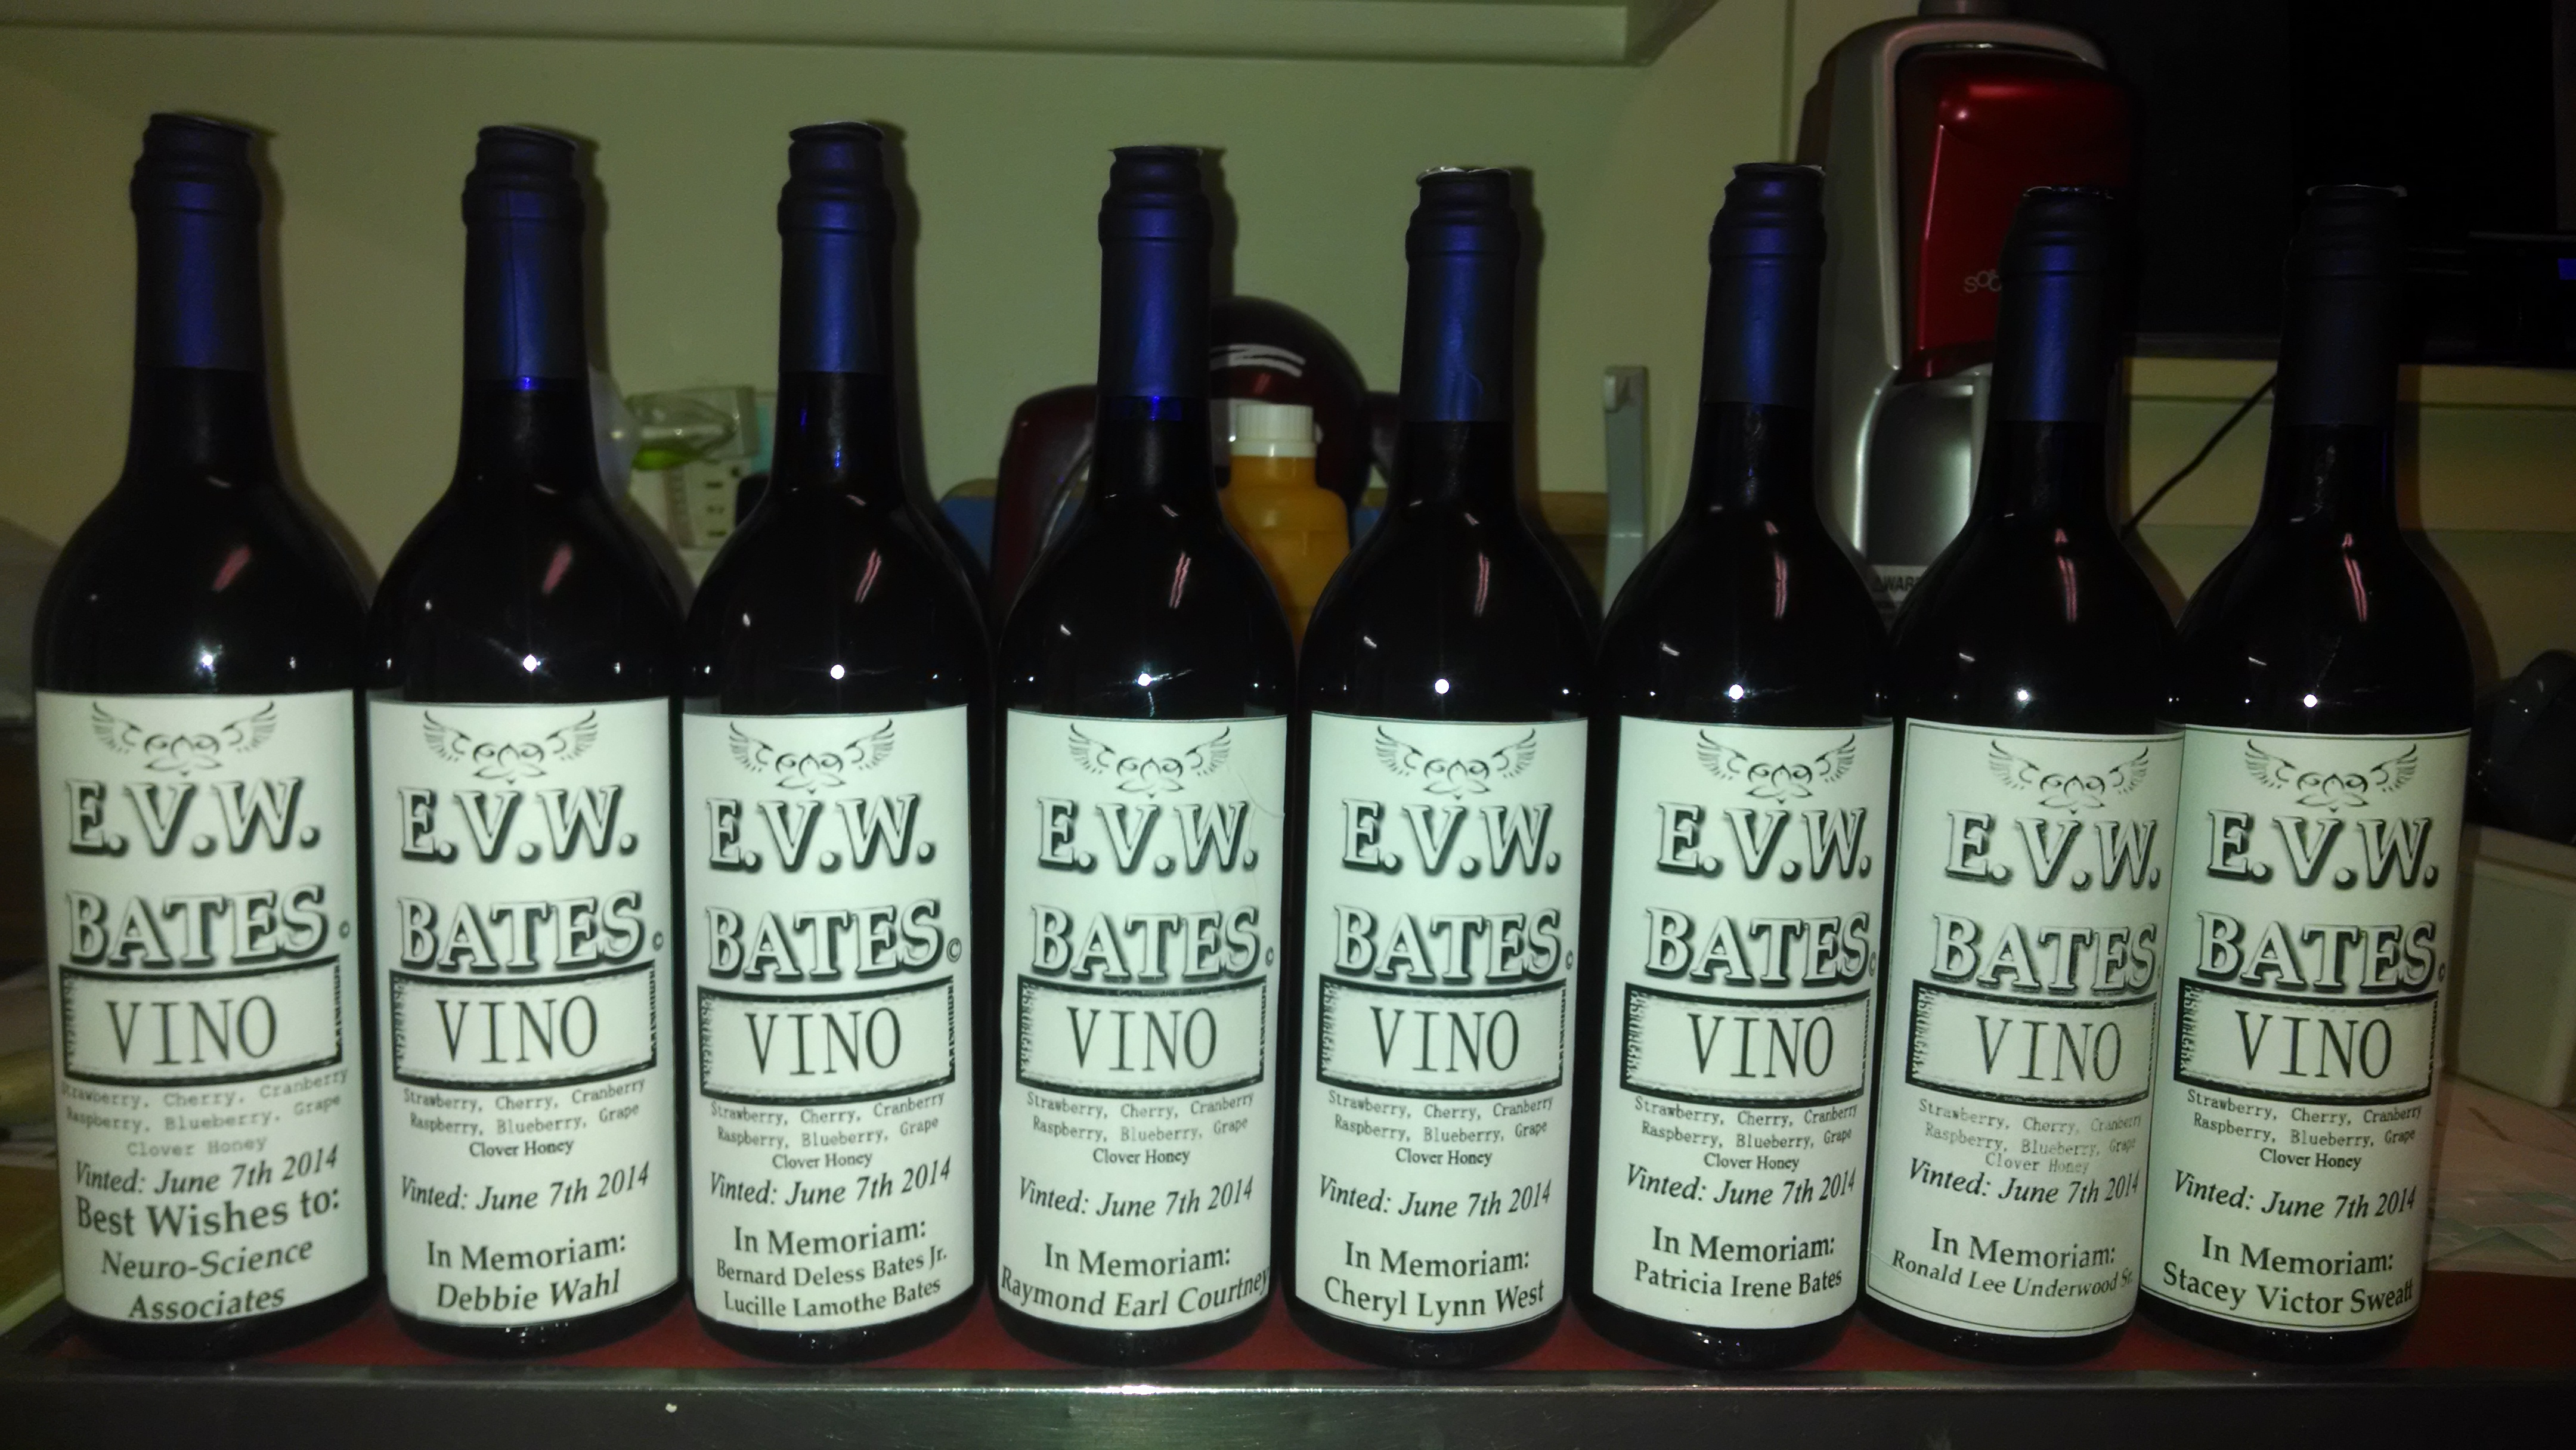 E.V.W.
BATES.©
VINO
Strawberry, Cherry, Cranberry
Raspberry, Blueberry, Grape
Clover Honey
Vinted: June 7th 2014
Best Wishes to:
Neuro-Science
Associates
E.V.W.
BATES.©
VINO
Strawberry, Cherry, Cranberry
Raspberry, Blueberry, Grape
Clover Honey
Vinted: June 7th 2014
In Memoriam:
Debbie Wahl
E.V.W.
BATES.©
VINO
Strawberry, Cherry, Cranberry
Raspberry, Blueberry, Grape
Clover Honey
Vinted: June 7th 2014
In Memoriam:
Bernard Deless Bates Jr.
Lucille Lamothe Bates
E.V.W.
BATES.©
VINO
Strawberry, Cherry, Cranberry
Raspberry, Blueberry, Grape
Clover Honey
Vinted: June 7th 2014
In Memoriam:
Raymond Earl Courtney
E.V.W.
BATES.©
VINO
Strawberry, Cherry, Cranberry
Raspberry, Blueberry, Grape
Clover Honey
Vinted: June 7th 2014
In Memoriam:
Cheryl Lynn West
E.V.W.
BATES.©
VINO
Strawberry, Cherry, Cranberry
Raspberry, Blueberry, Grape
Clover Honey
Vinted: June 7th 2014
In Memoriam:
Patricia Irene Bates
E.V.W.
BATES.
VINO
Strawberry, Cherry, Cranberry
Raspberry, Blueberry, Grape
Clover Honey
Vinted: June 7th 2014
In Memoriam:
Ronald Lee Underwood Sr.
E.V.W.
BATES.©
VINO
Strawberry, Cherry, Cranberry
Raspberry, Blueberry, Grape
Clover Honey
Vinted: June 7th 2014
In Memoriam:
Stacey Victor Sweatt